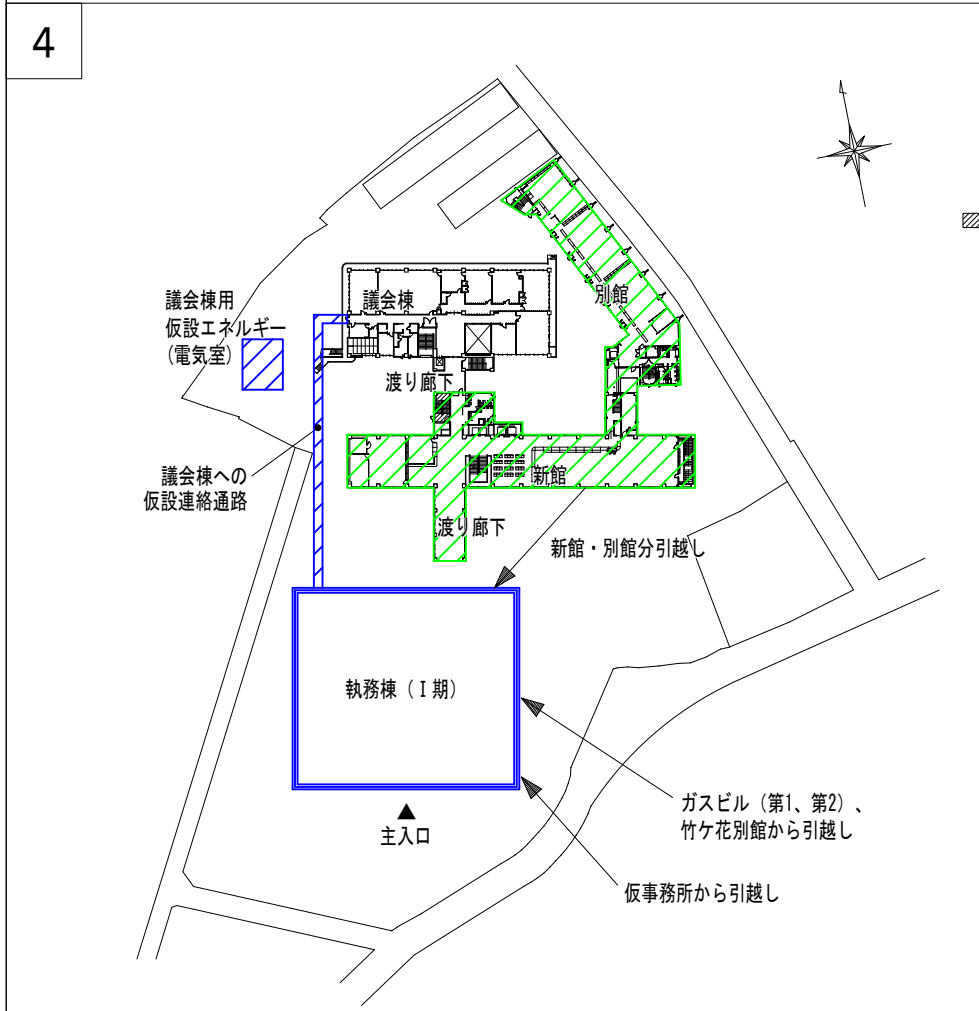 4
議会棟用
仮設エネルギー
(電気室)
議会棟
別館
渡り廊下
議会棟への
仮設連絡通路
新館
渡り廊下
新館・別館分引越し
執務棟（Ⅰ期）
主入口
ガスビル（第1、第2）、
竹ケ花別館から引越し
仮事務所から引越し